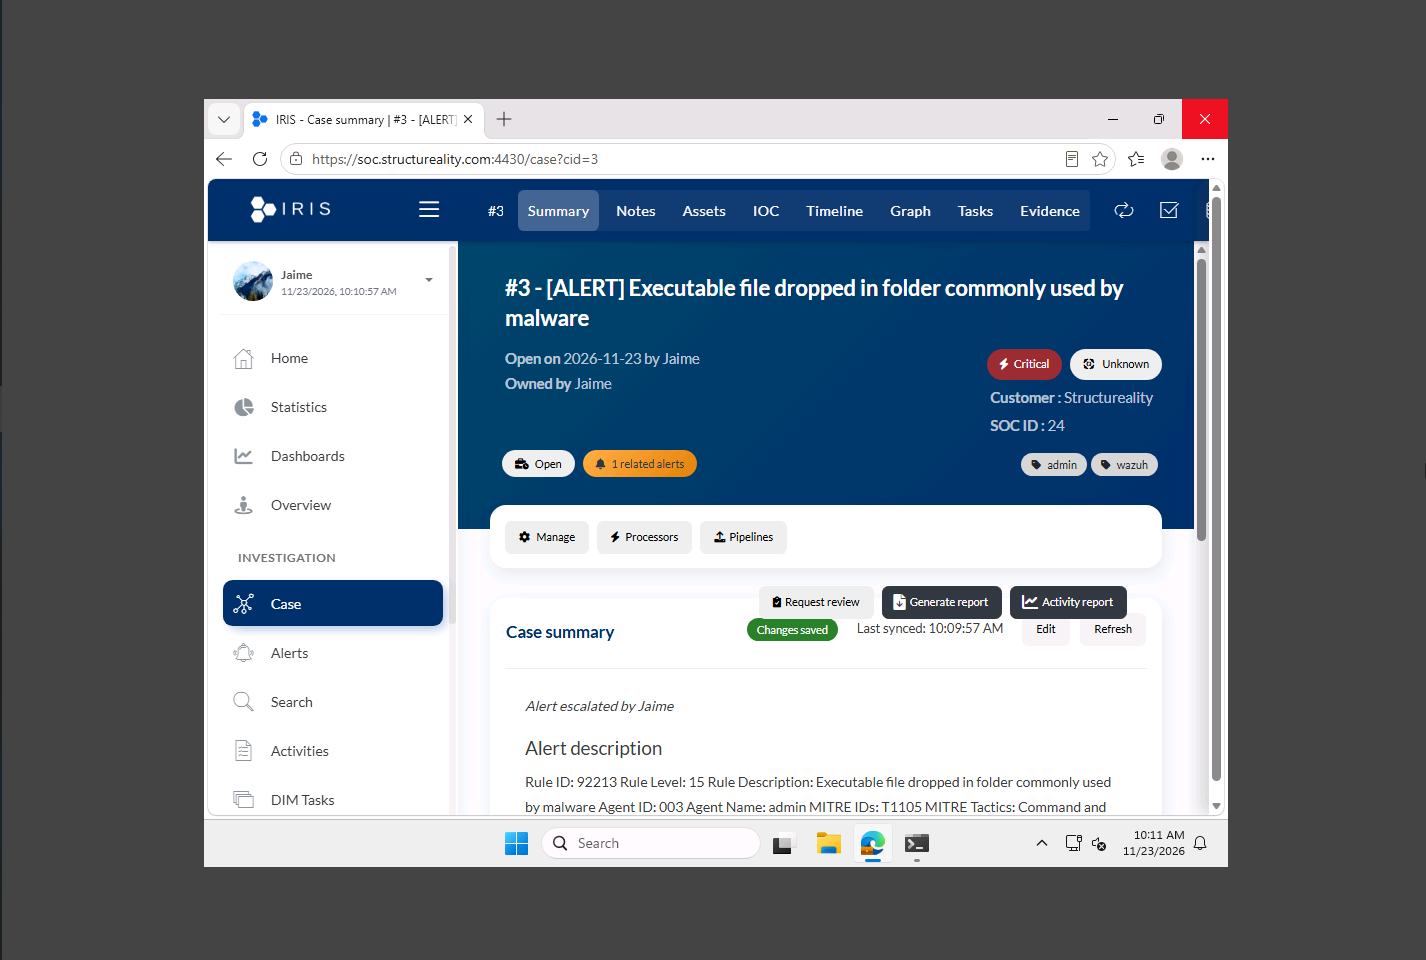 IRIS - Case summary | #3 - [ALERT]
https://soc.structureality.com:4430/case?cid=3
IRIS
#3 Summary Notes Assets IOC Timeline Graph Tasks Evidence
Jaime
11/23/2026, 10:10:57 AM
Home
Statistics
Dashboards
Overview
INVESTIGATION
Case
Alerts
Search
Activities
DIM Tasks
#3 - [ALERT] Executable file dropped in folder commonly used by
malware
Open on 2026-11-23 by Jaime
Owned by Jaime
Critical Unknown
Customer : Structureality
SOC ID : 24
Open 1 related alerts
admin wazuh
Manage Processors Pipelines
Request review Generate report Activity report
Case summary
Changes saved Last synced: 10:09:57 AM Edit Refresh
Alert escalated by Jaime
Alert description
Rule ID: 92213 Rule Level: 15 Rule Description: Executable file dropped in folder commonly used
by malware Agent ID: 003 Agent Name: admin MITRE IDs: T1105 MITRE Tactics: Command and
Search
10:11 AM
11/23/2026